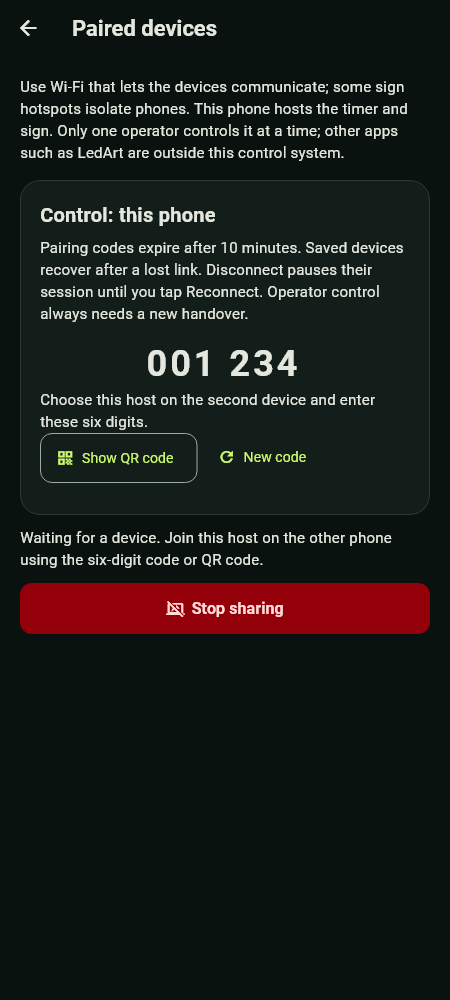 Paired devices
Use Wi-Fi that lets the devices communicate; some sign
hotspots isolate phones. This phone hosts the timer and
sign. Only one operator controls it at a time; other apps
such as LedArt are outside this control system.
Control: this phone
Pairing codes expire after 10 minutes. Saved devices
recover after a lost link. Disconnect pauses their
session until you tap Reconnect. Operator control
always needs a new handover.
001 234
Choose this host on the second device and enter
these six digits.
Show QR code
New code
Waiting for a device. Join this host on the other phone
using the six-digit code or QR code.
Stop sharing